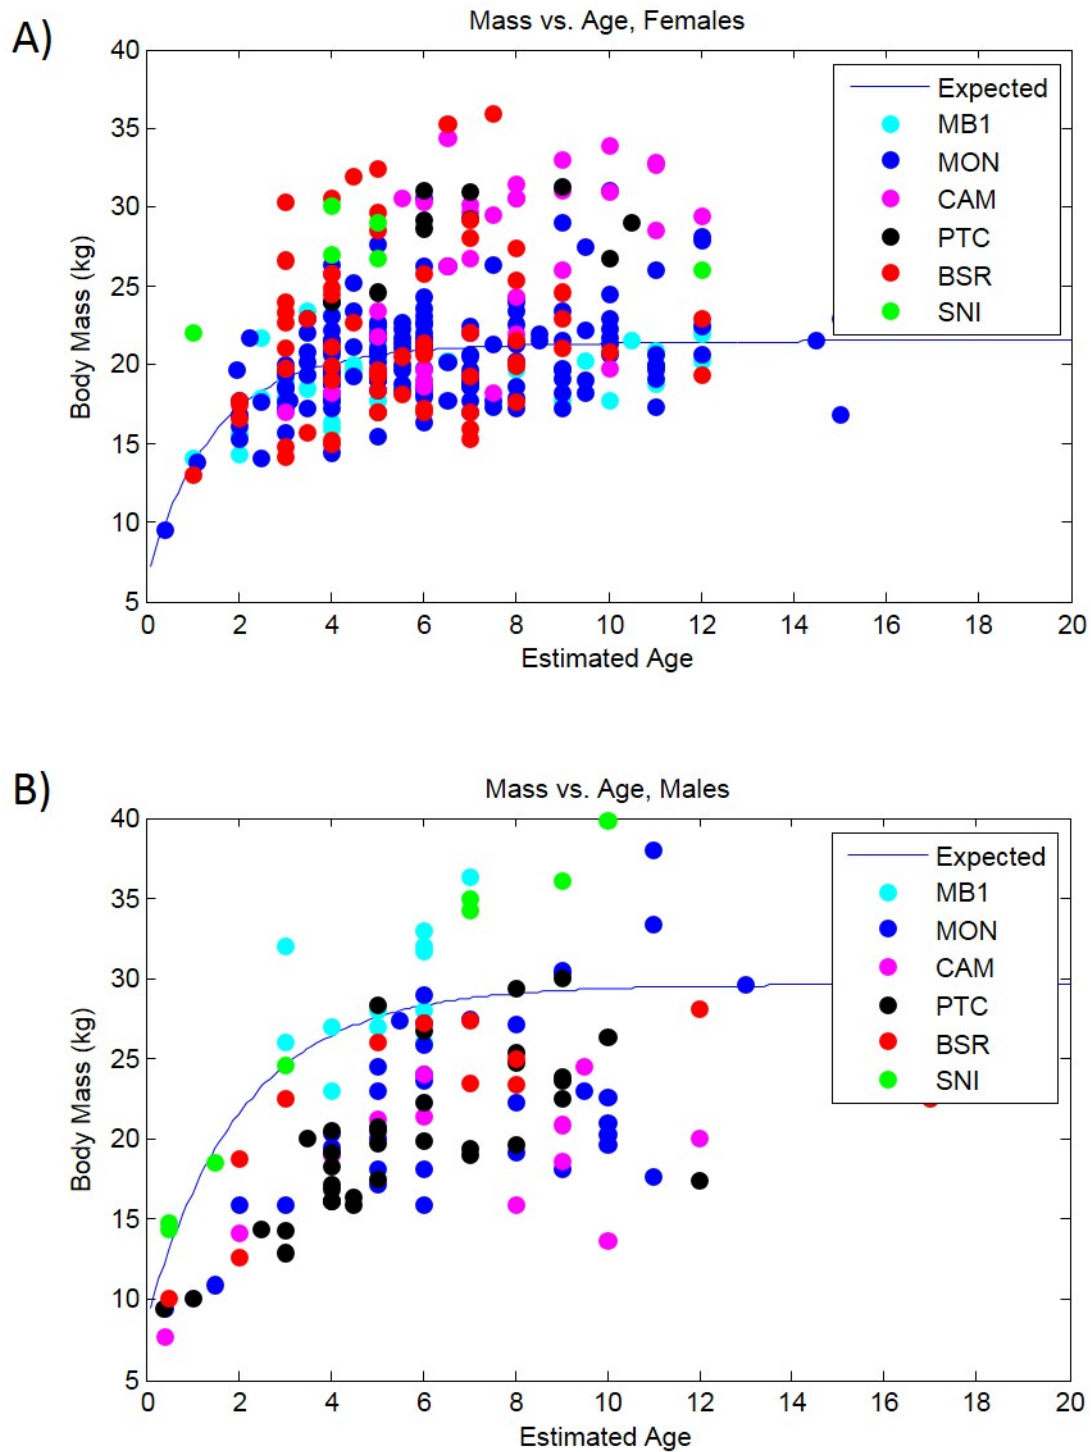 A)
Mass vs. Age, Females
40
35
30
25
20
15
10
5
Body Mass (kg)
0 2 4 6 8 10 12 14 16 18 20
Estimated Age
Expected
MB1
MON
CAM
PTC
BSR
SNI
B)
Mass vs. Age, Males
40
35
30
25
20
15
10
5
Body Mass (kg)
0 2 4 6 8 10 12 14 16 18 20
Estimated Age
Expected
MB1
MON
CAM
PTC
BSR
SNI